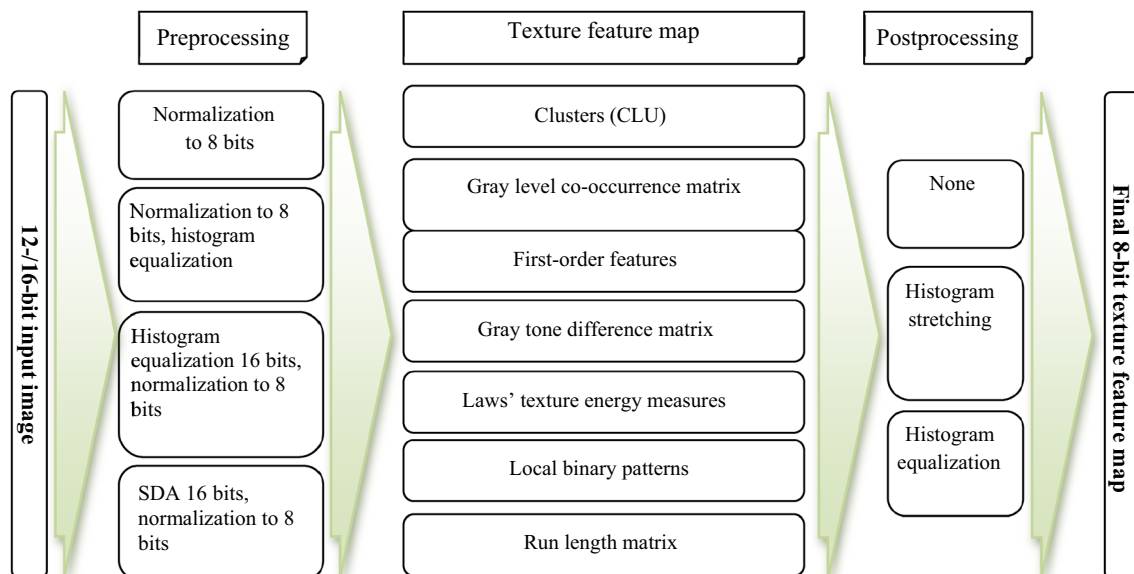 Preprocessing
Texture feature map
Postprocessing
12-/16-bit input image
Normalization
to 8 bits
Normalization to 8
bits, histogram
equalization
Histogram
equalization 16 bits,
normalization to 8
bits
SDA 16 bits,
normalization to 8
bits
Clusters (CLU)
Gray level co-occurrence matrix
First-order features
Gray tone difference matrix
Laws’ texture energy measures
Local binary patterns
Run length matrix
None
Histogram
stretching
Histogram
equalization
Final 8-bit texture feature map